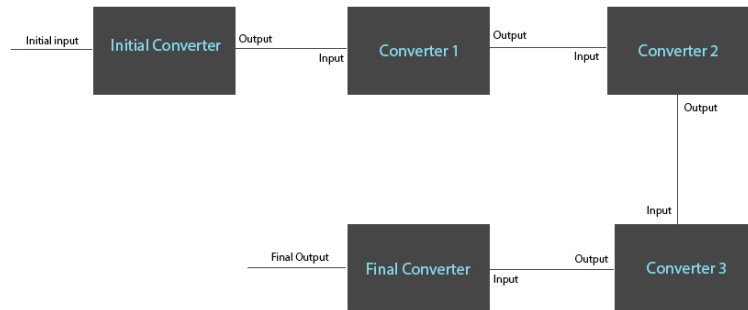 Initial input
Initial Converter
Output
Input
Converter 1
Output
Input
Converter 2
Output
Input
Converter 3
Output
Input
Final Converter
Final Output